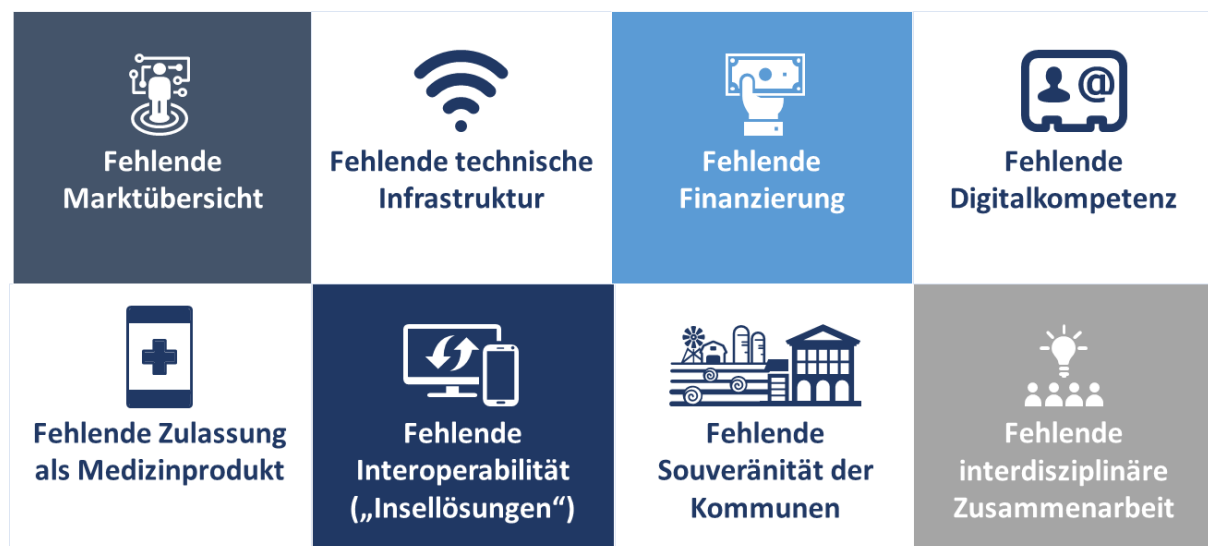 Fehlende
Marktübersicht
Fehlende technische
Infrastruktur
Fehlende
Finanzierung
@
Fehlende
Digitalkompetenz
Fehlende Zulassung
als Medizinprodukt
Fehlende
Interoperabilität
(„Insellösungen“)
Fehlende
Souveränität der
Kommunen
Fehlende
interdisziplinäre
Zusammenarbeit